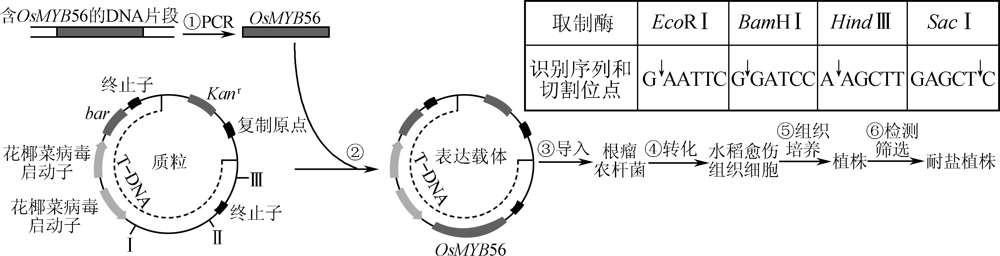 含OsMYB56的DNA片段
①PCR
OsMYB56
取制酶
EcoRⅠ
BamHⅠ
HindⅢ
SacⅠ
识别序列和
切割位点
G↓AATTC
G↓GATCC
A↓AGCTT
GAGCT↓C
终止子
Kanʳ
bar
复制原点
花椰菜病毒
启动子
质粒
T-DNA
花椰菜病毒
启动子
终止子
Ⅰ
Ⅱ
Ⅲ
②
表达载体
T-DNA
OsMYB56
③导入
根瘤
农杆菌
④转化
水稻愈伤
组织细胞
⑤组织
培养
植株
⑥检测
筛选
耐盐植株